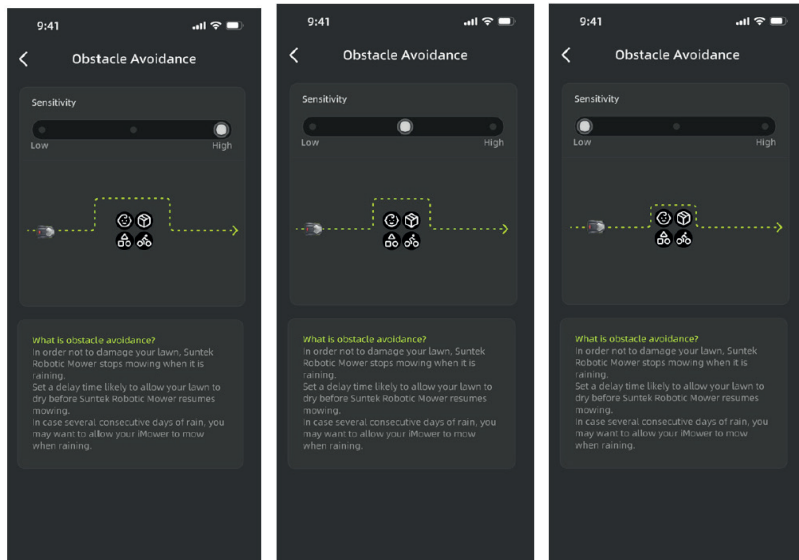 9:41
Obstacle Avoidance
Sensitivity
Low High
What is obstacle avoidance?
In order not to damage your lawn, Suntek
Robotic Mower stops mowing when it is
raining.
Set a delay time likely to allow your lawn to
dry before Suntek Robotic Mower resumes
mowing.
In case several consecutive days of rain, you
may want to allow your iMower to mow
when raining.
9:41
Obstacle Avoidance
Sensitivity
Low High
What is obstacle avoidance?
In order not to damage your lawn, Suntek
Robotic Mower stops mowing when it is
raining.
Set a delay time likely to allow your lawn to
dry before Suntek Robotic Mower resumes
mowing.
In case several consecutive days of rain, you
may want to allow your iMower to mow
when raining.
9:41
Obstacle Avoidance
Sensitivity
Low High
What is obstacle avoidance?
In order not to damage your lawn, Suntek
Robotic Mower stops mowing when it is
raining.
Set a delay time likely to allow your lawn to
dry before Suntek Robotic Mower resumes
mowing.
In case several consecutive days of rain, you
may want to allow your iMower to mow
when raining.